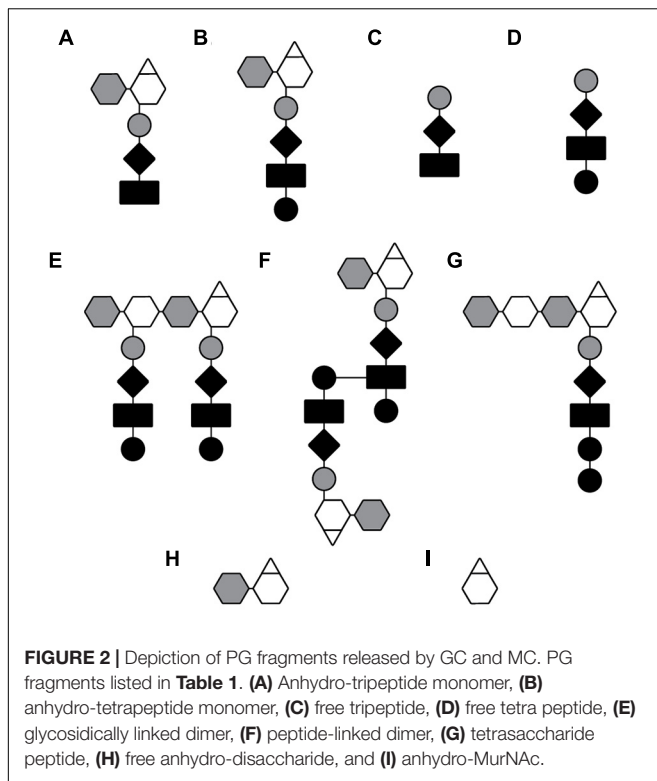 A
B
C
D
E
F
G
H
I
FIGURE 2 | Depiction of PG fragments released by GC and MC. PG
fragments listed in Table 1. (A) Anhydro-tripeptide monomer, (B)
anhydro-tetrapeptide monomer, (C) free tripeptide, (D) free tetra peptide, (E)
glycosidically linked dimer, (F) peptide-linked dimer, (G) tetrasaccharide
peptide, (H) free anhydro-disaccharide, and (I) anhydro-MurNAc.